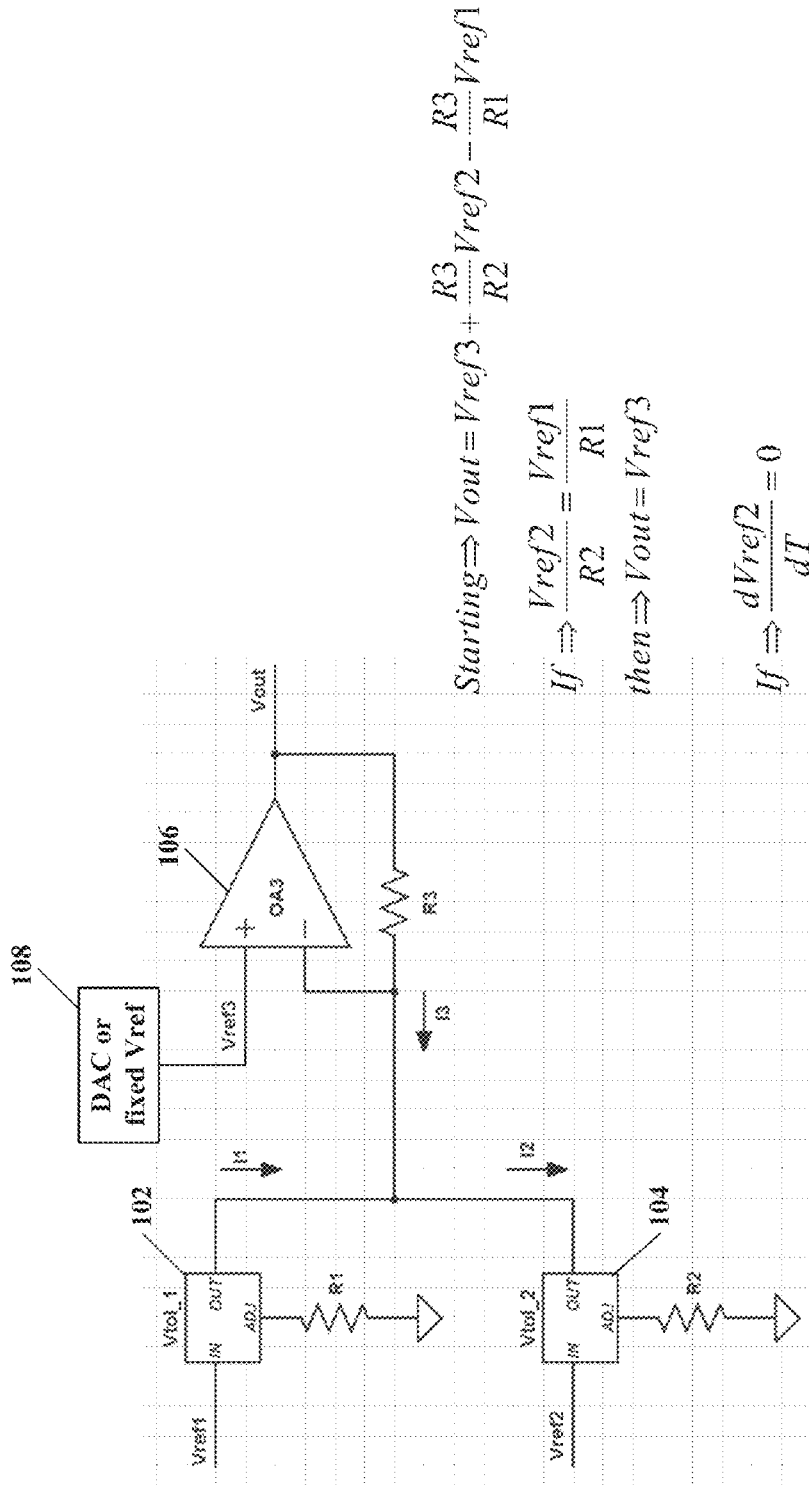 108
DAC or
fixed Vref
106
Vref3
+
−
OA3
Vout
R3
I3
102
Vtoi_1
IN
OUT
ADJ
Vref1
R1
I1
I2
104
Vtoi_2
IN
OUT
ADJ
Vref2
R2
Starting⇒Vout=Vref3+R3/R2 Vref2−R3/R1 Vref1
If ⇒ Vref2/R2 = Vref1/R1
then⇒Vout=Vref3
If ⇒ dVref2/dT = 0